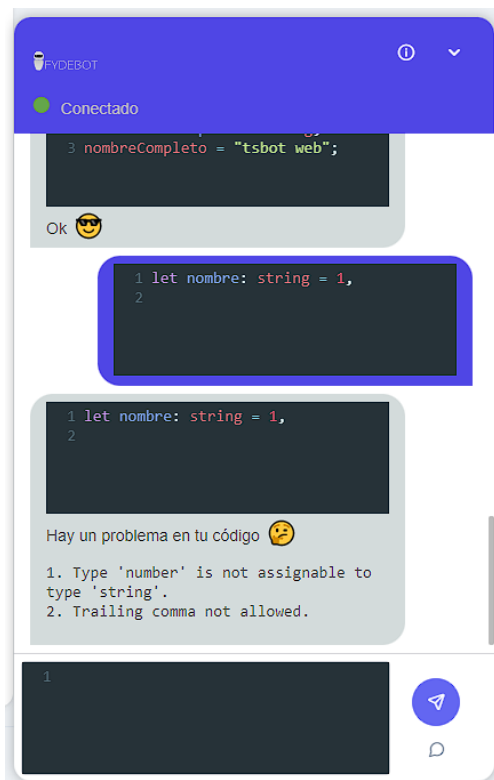 FYDEBOT
Conectado
3 nombreCompleto = "tsbot web";
Ok
1 let nombre: string = 1,
2
1 let nombre: string = 1,
2
Hay un problema en tu código
1. Type 'number' is not assignable to
type 'string'.
2. Trailing comma not allowed.
1